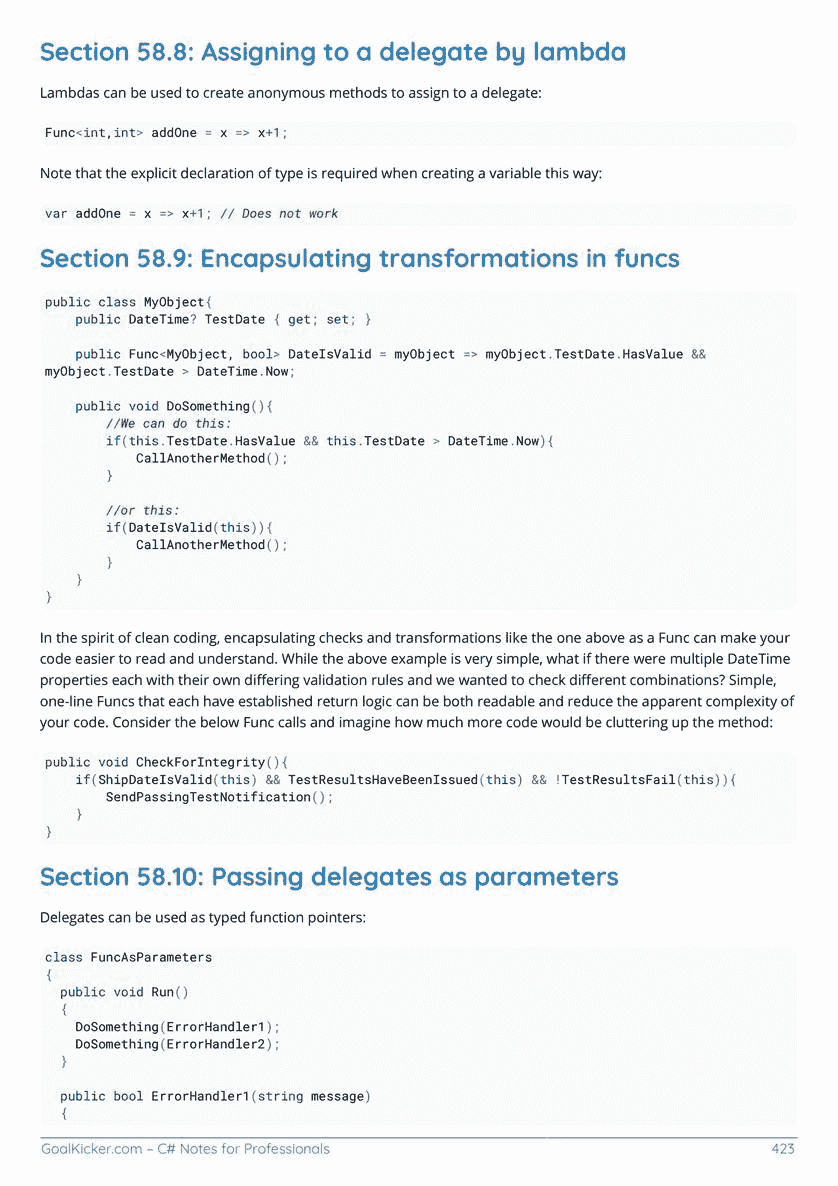 Section 58.8: Assigning to a delegate by lambda
Lambdas can be used to create anonymous methods to assign to a delegate:
Func<int,int> addOne = x => x+1;
Note that the explicit declaration of type is required when creating a variable this way:
var addOne = x => x+1; // Does not work
Section 58.9: Encapsulating transformations in funcs
public class MyObject{
    public DateTime? TestDate { get; set; }
    public Func<MyObject, bool> DateIsValid = myObject => myObject.TestDate.HasValue &&
myObject.TestDate > DateTime.Now;
    public void DoSomething(){
        //We can do this:
        if(this.TestDate.HasValue && this.TestDate > DateTime.Now){
            CallAnotherMethod();
        }
        //or this:
        if(DateIsValid(this)){
            CallAnotherMethod();
        }
    }
}
In the spirit of clean coding, encapsulating checks and transformations like the one above as a Func can make your
code easier to read and understand. While the above example is very simple, what if there were multiple DateTime
properties each with their own differing validation rules and we wanted to check different combinations? Simple,
one-line Funcs that each have established return logic can be both readable and reduce the apparent complexity of
your code. Consider the below Func calls and imagine how much more code would be cluttering up the method:
public void CheckForIntegrity(){
    if(ShipDateIsValid(this) && TestResultsHaveBeenIssued(this) && !TestResultsFail(this)){
        SendPassingTestNotification();
    }
}
Section 58.10: Passing delegates as parameters
Delegates can be used as typed function pointers:
class FuncAsParameters
{
  public void Run()
  {
    DoSomething(ErrorHandler1);
    DoSomething(ErrorHandler2);
  }
  public bool ErrorHandler1(string message)
  {
GoalKicker.com – C# Notes for Professionals 423